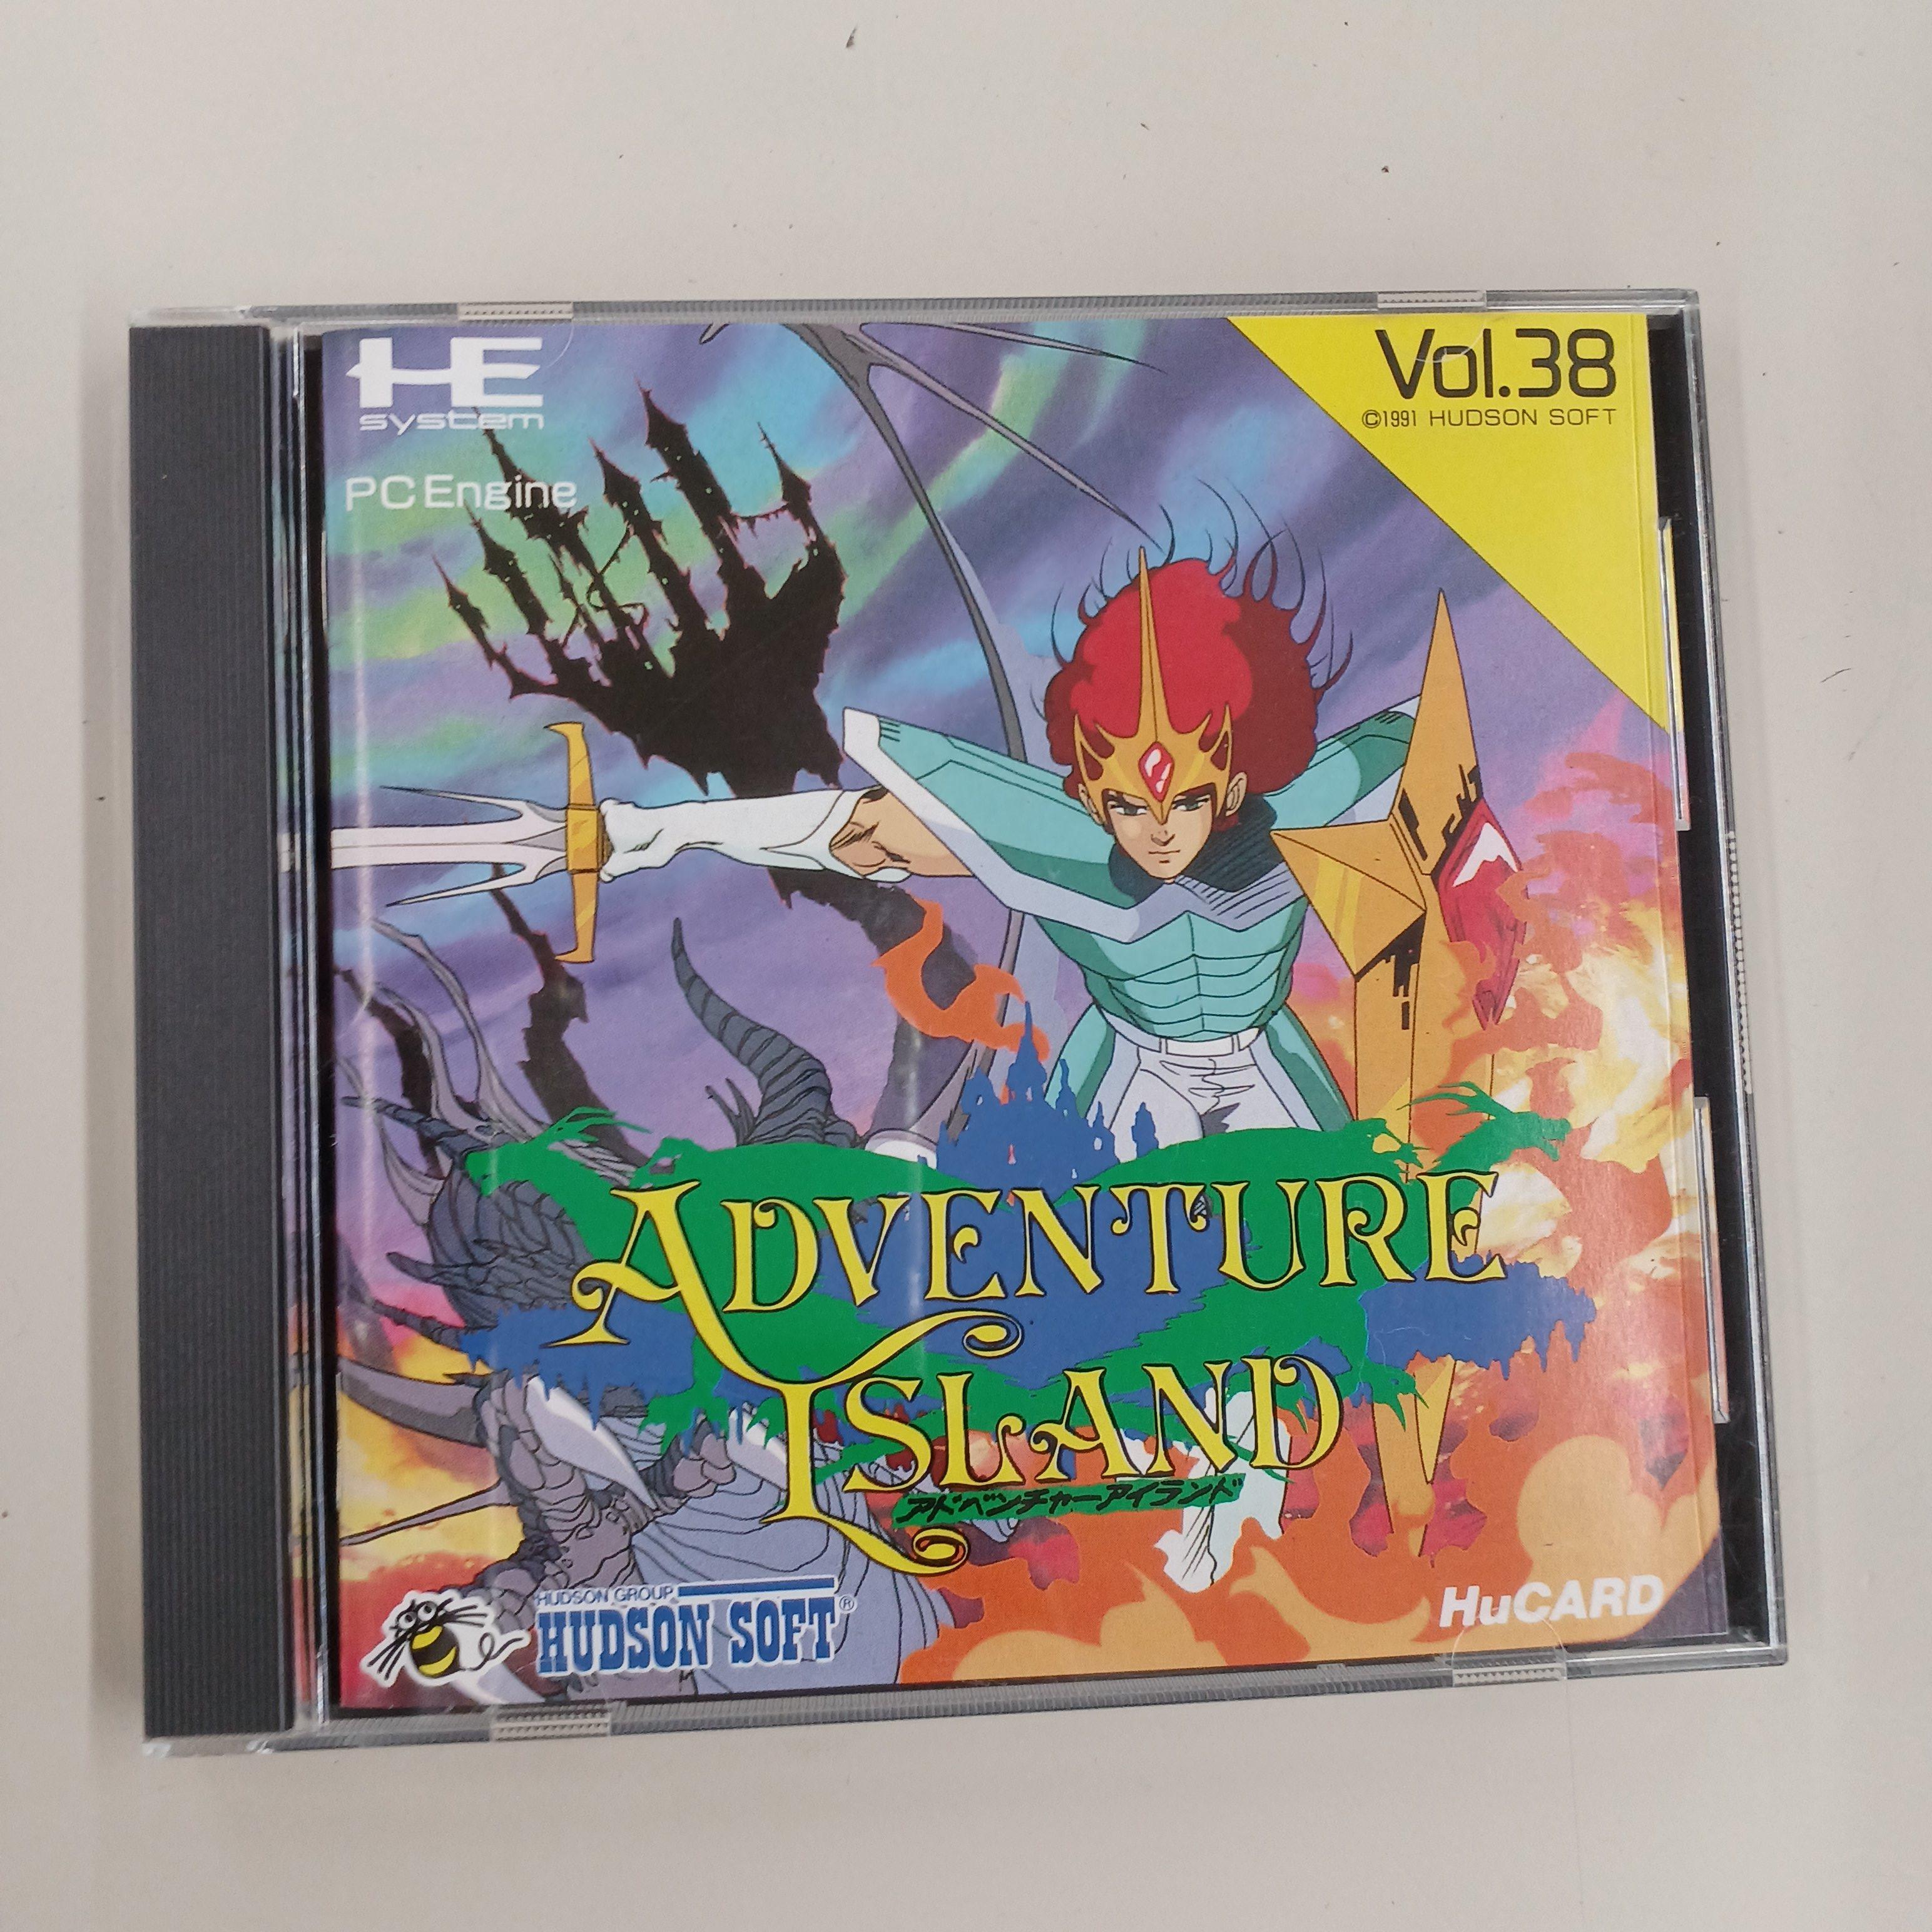 HE
system
PC Engine
Vol.38
©1991 HUDSON SOFT
ADVENTURE
ISLAND
アドベンチャーアイランド
HUDSON GROUP
HUDSON SOFT®
HuCARD